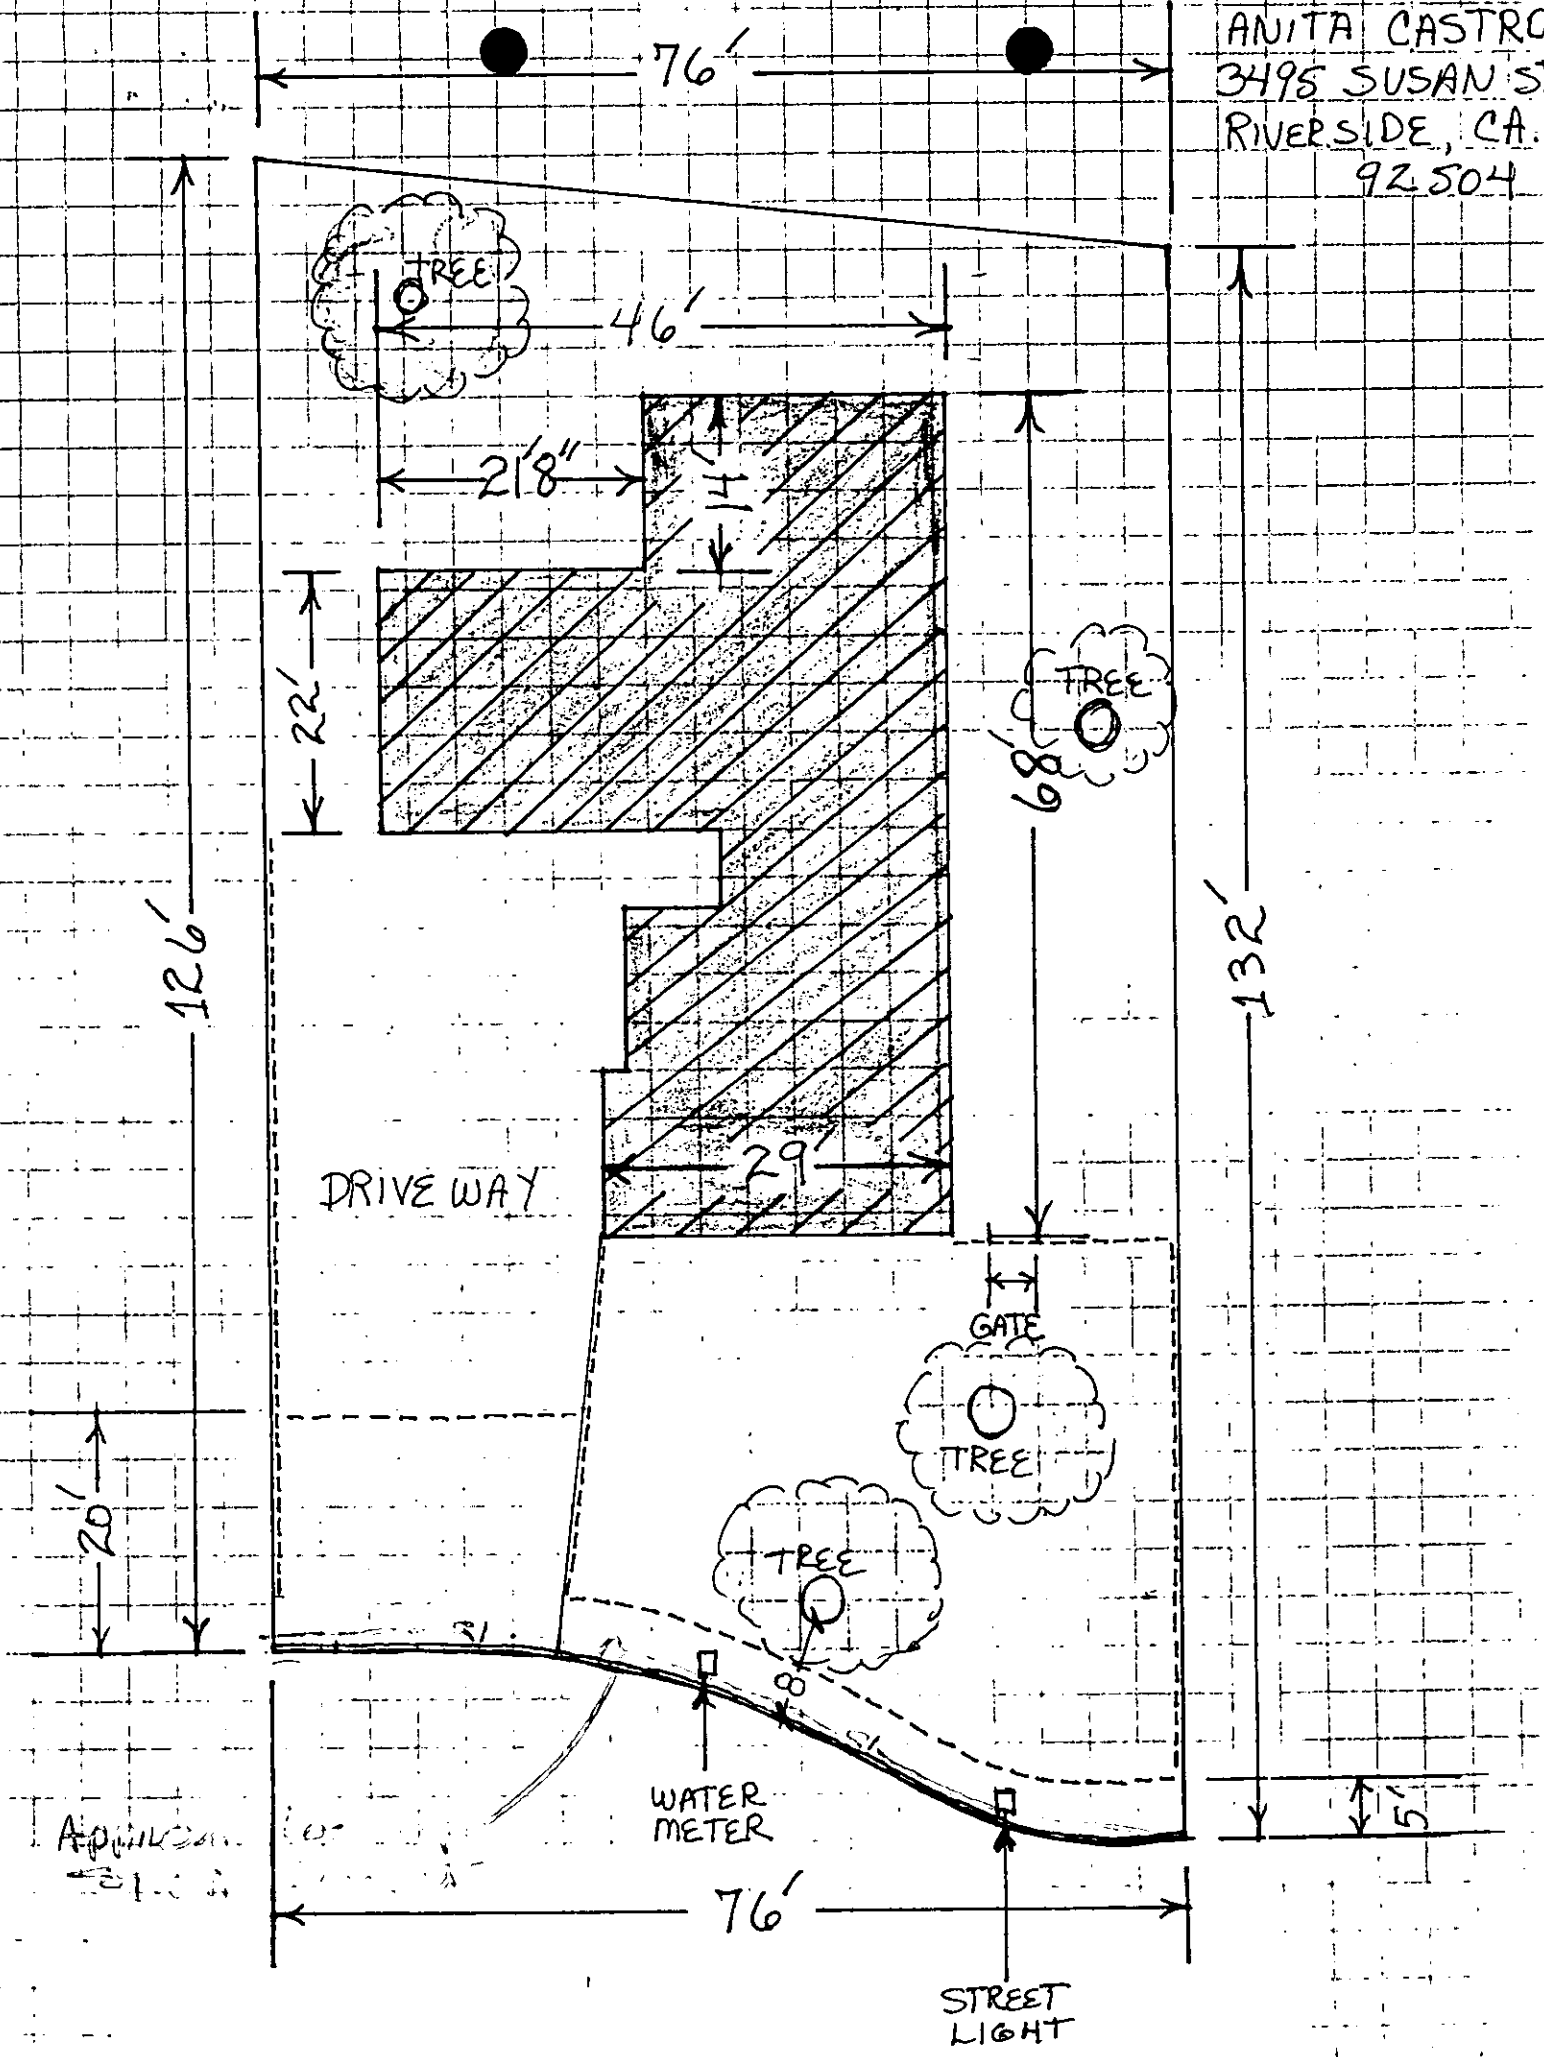 ANITA CASTRO
3495 SUSAN ST
RIVERSIDE, CA.
92504
76'
TREE
46'
21'8"
14'
22'
TREE
68'
126'
132'
DRIVEWAY
29'
GATE
TREE
20'
TREE
8'
WATER
METER
5'
76'
STREET
LIGHT